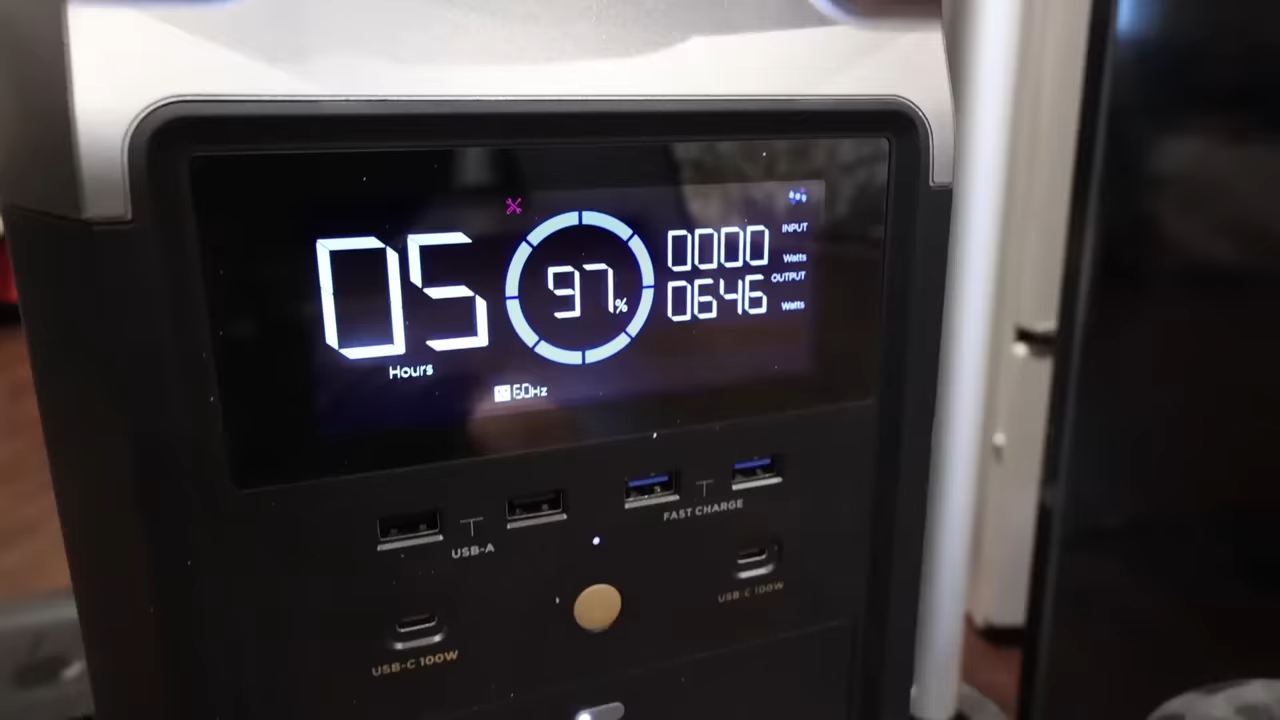 05
Hours
97%
0000 INPUT Watts
0646 OUTPUT Watts
60Hz
USB-A
FAST CHARGE
USB-C 100W
USB-C 100W